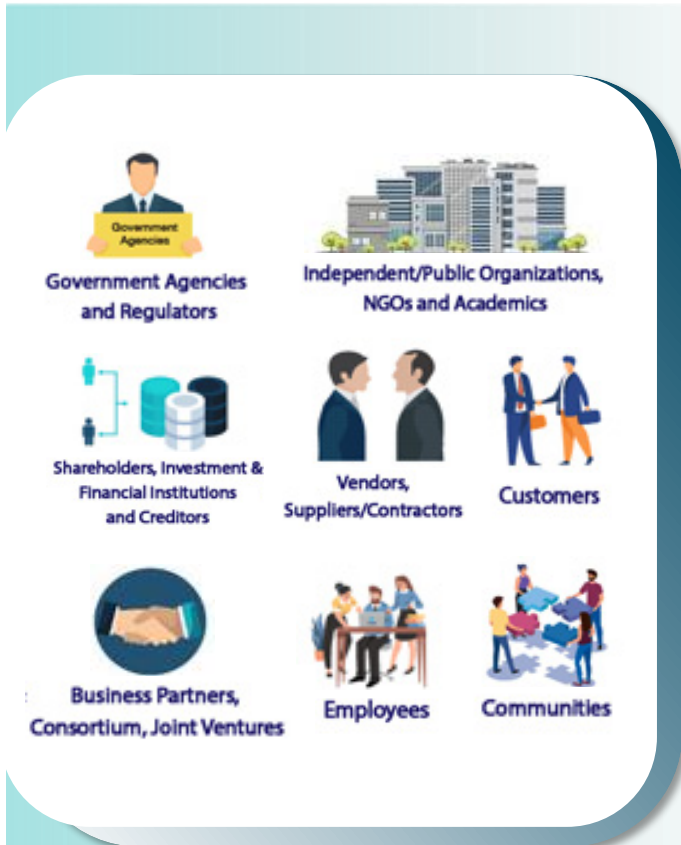 Government
Agencies
Government Agencies
and Regulators
Independent/Public Organizations,
NGOs and Academics
Shareholders, Investment &
Financial Institutions
and Creditors
Vendors,
Suppliers/Contractors
Customers
Business Partners,
Consortium, Joint Ventures
Employees
Communities